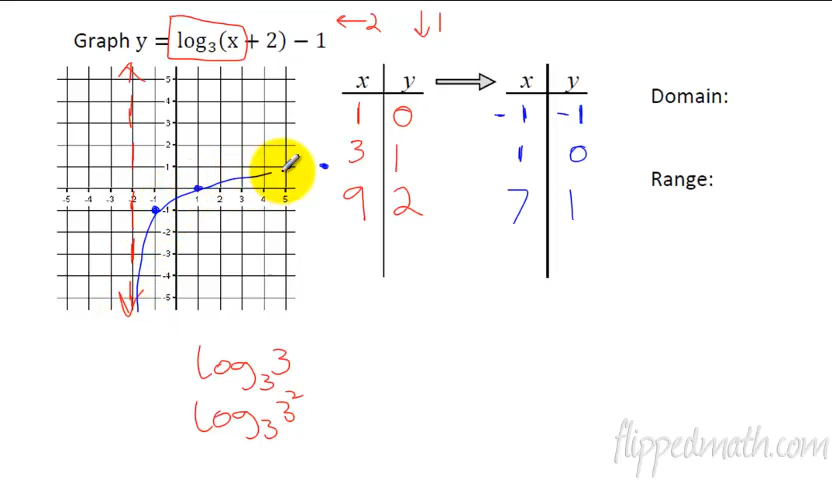 Graph y = log₃(x + 2) − 1
←2 ↓1
x y
1 0
3 1
9 2
x y
-1 -1
1 0
7 1
Domain:
Range:
5
4
3
2
1
-5 -4 -3 -2 -1 1 2 3 4 5
-1
-2
-3
-4
-5
log₃3
log₃3²
flippedmath.com